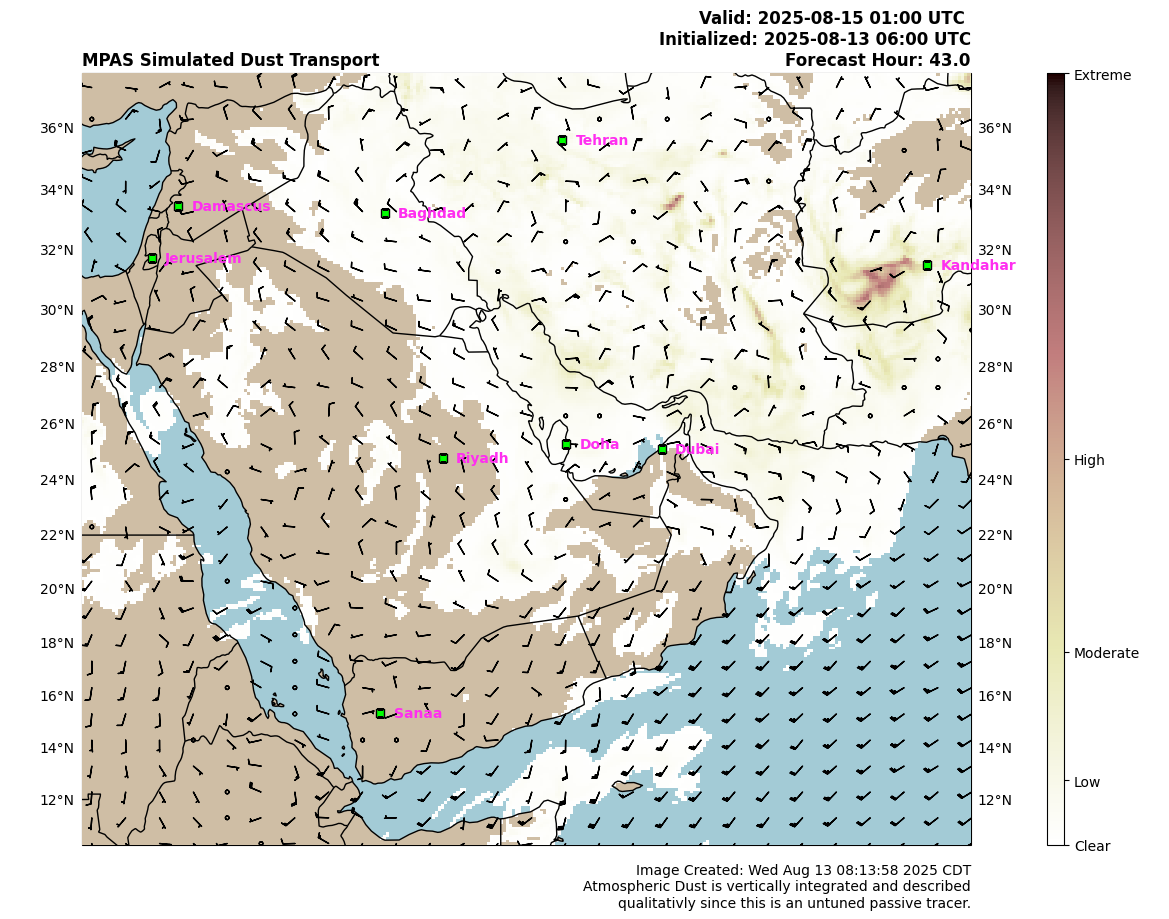 Valid: 2025-08-15 01:00 UTC
Initialized: 2025-08-13 06:00 UTC
MPAS Simulated Dust Transport
Forecast Hour: 43.0
Extreme
36°N
Tehran
36°N
34°N
34°N
Damascus
Baghdad
32°N
Jerusalem
32°N
Kandahar
30°N
30°N
28°N
28°N
26°N
26°N
Doha
Dubai
Riyadh
High
24°N
24°N
22°N
22°N
20°N
20°N
18°N
18°N
Moderate
16°N
16°N
Sanaa
14°N
14°N
Low
12°N
12°N
Clear
Image Created: Wed Aug 13 08:13:58 2025 CDT
Atmospheric Dust is vertically integrated and described
qualitativly since this is an untuned passive tracer.